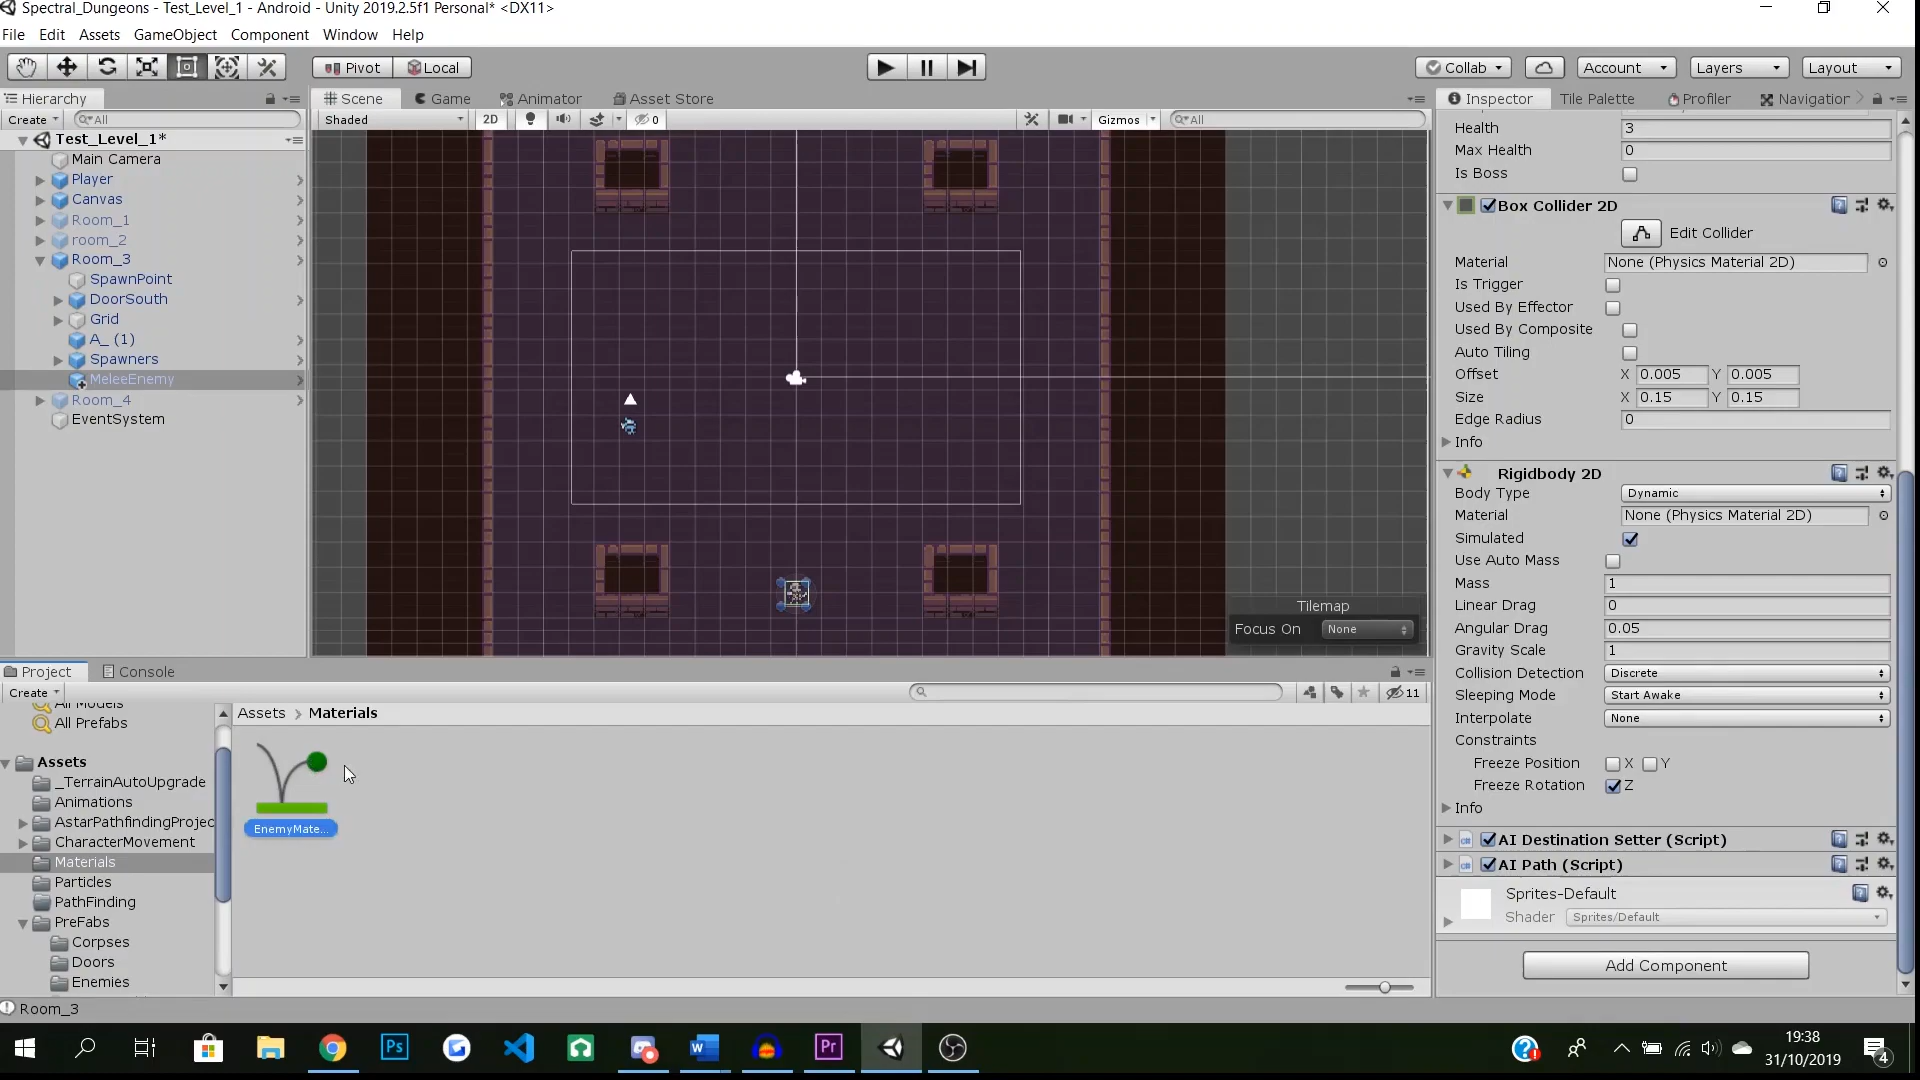 Spectral_Dungeons - Test_Level_1 - Android - Unity 2019.2.5f1 Personal* <DX11>
File Edit Assets GameObject Component Window Help
Pivot Local Collab Account Layers Layout
Hierarchy
Create All
Test_Level_1*
Main Camera
Player
Canvas
Room_1
room_2
Room_3
SpawnPoint
DoorSouth
Grid
A_ (1)
Spawners
MeleeEnemy
Room_4
EventSystem
Scene Game Animator Asset Store
Shaded 2D 0 Gizmos All
Tilemap
Focus On None
Inspector Tile Palette Profiler Navigation
Health 3
Max Health 0
Is Boss
Box Collider 2D
Edit Collider
Material None (Physics Material 2D)
Is Trigger
Used By Effector
Used By Composite
Auto Tiling
Offset X 0.005 Y 0.005
Size X 0.15 Y 0.15
Edge Radius 0
Info
Rigidbody 2D
Body Type Dynamic
Material None (Physics Material 2D)
Simulated
Use Auto Mass
Mass 1
Linear Drag 0
Angular Drag 0.05
Gravity Scale 1
Collision Detection Discrete
Sleeping Mode Start Awake
Interpolate None
Constraints
Freeze Position X Y
Freeze Rotation Z
Info
AI Destination Setter (Script)
AI Path (Script)
Sprites-Default
Shader Sprites/Default
Add Component
Project Console
Create 11
All Models
All Prefabs
Assets
_TerrainAutoUpgrade
Animations
AstarPathfindingProjec
CharacterMovement
Materials
Particles
PathFinding
PreFabs
Corpses
Doors
Enemies
Assets > Materials
EnemyMate...
Room_3
Ps
W
Pr
19:38
31/10/2019
4